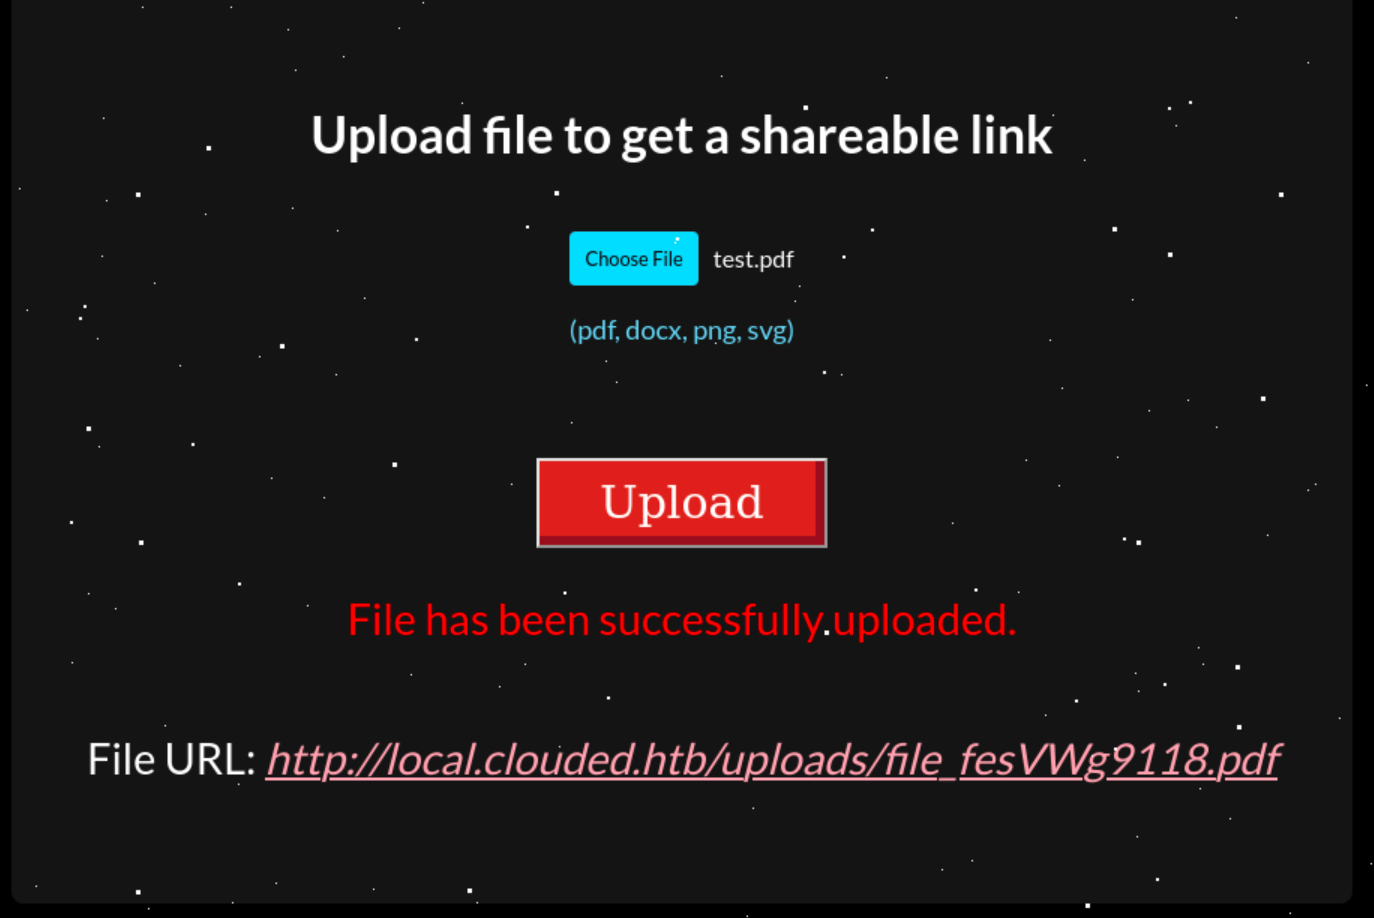 Upload file to get a shareable link
Choose File test.pdf
(pdf, docx, png, svg)
Upload
File has been successfully uploaded.
File URL: http://local.clouded.htb/uploads/file_fesVWg9118.pdf